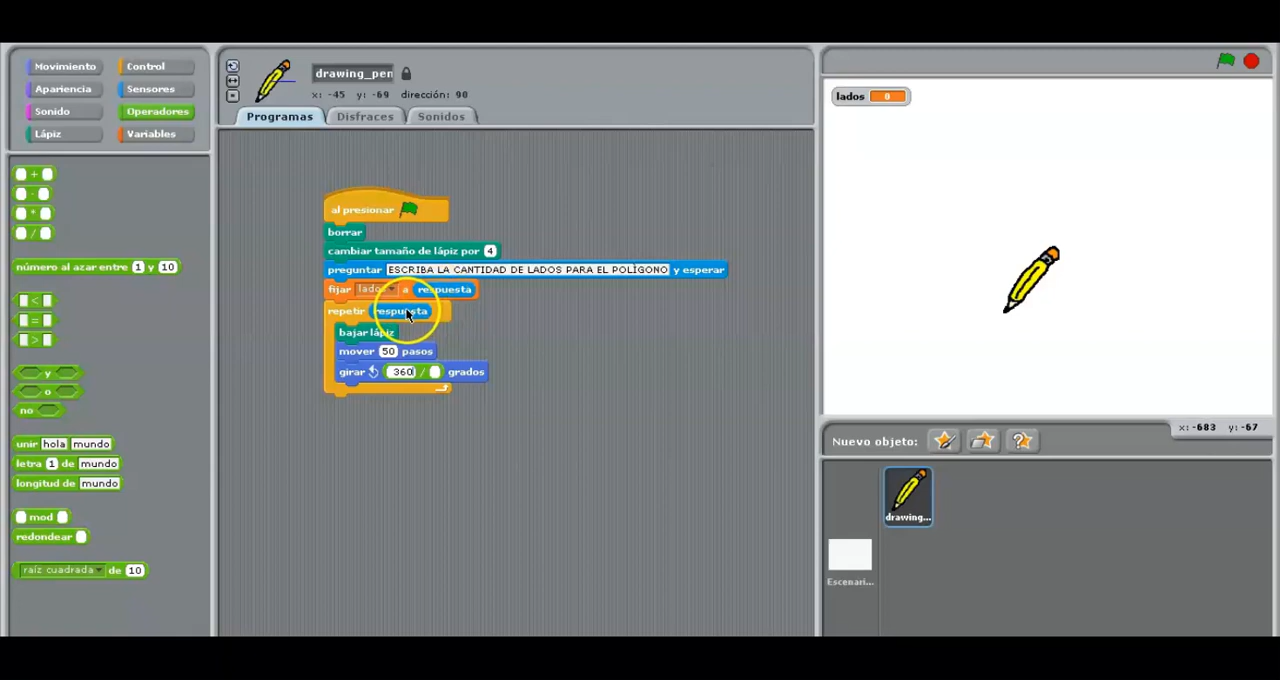 Movimiento Control
Apariencia Sensores
Sonido Operadores
Lápiz Variables
+
-
*
/
número al azar entre 1 y 10
<
=
>
y
o
no
unir hola mundo
letra 1 de mundo
longitud de mundo
mod
redondear
raíz cuadrada de 10
drawing_pen
x: -45 y: -69 dirección: 90
Programas Disfraces Sonidos
al presionar
borrar
cambiar tamaño de lápiz por 4
preguntar ESCRIBA LA CANTIDAD DE LADOS PARA EL POLÍGONO y esperar
fijar lados a respuesta
repetir respuesta
bajar lápiz
mover 50 pasos
girar 360 / grados
lados 0
x: -683 y: -67
Nuevo objeto:
drawing...
Escenari...